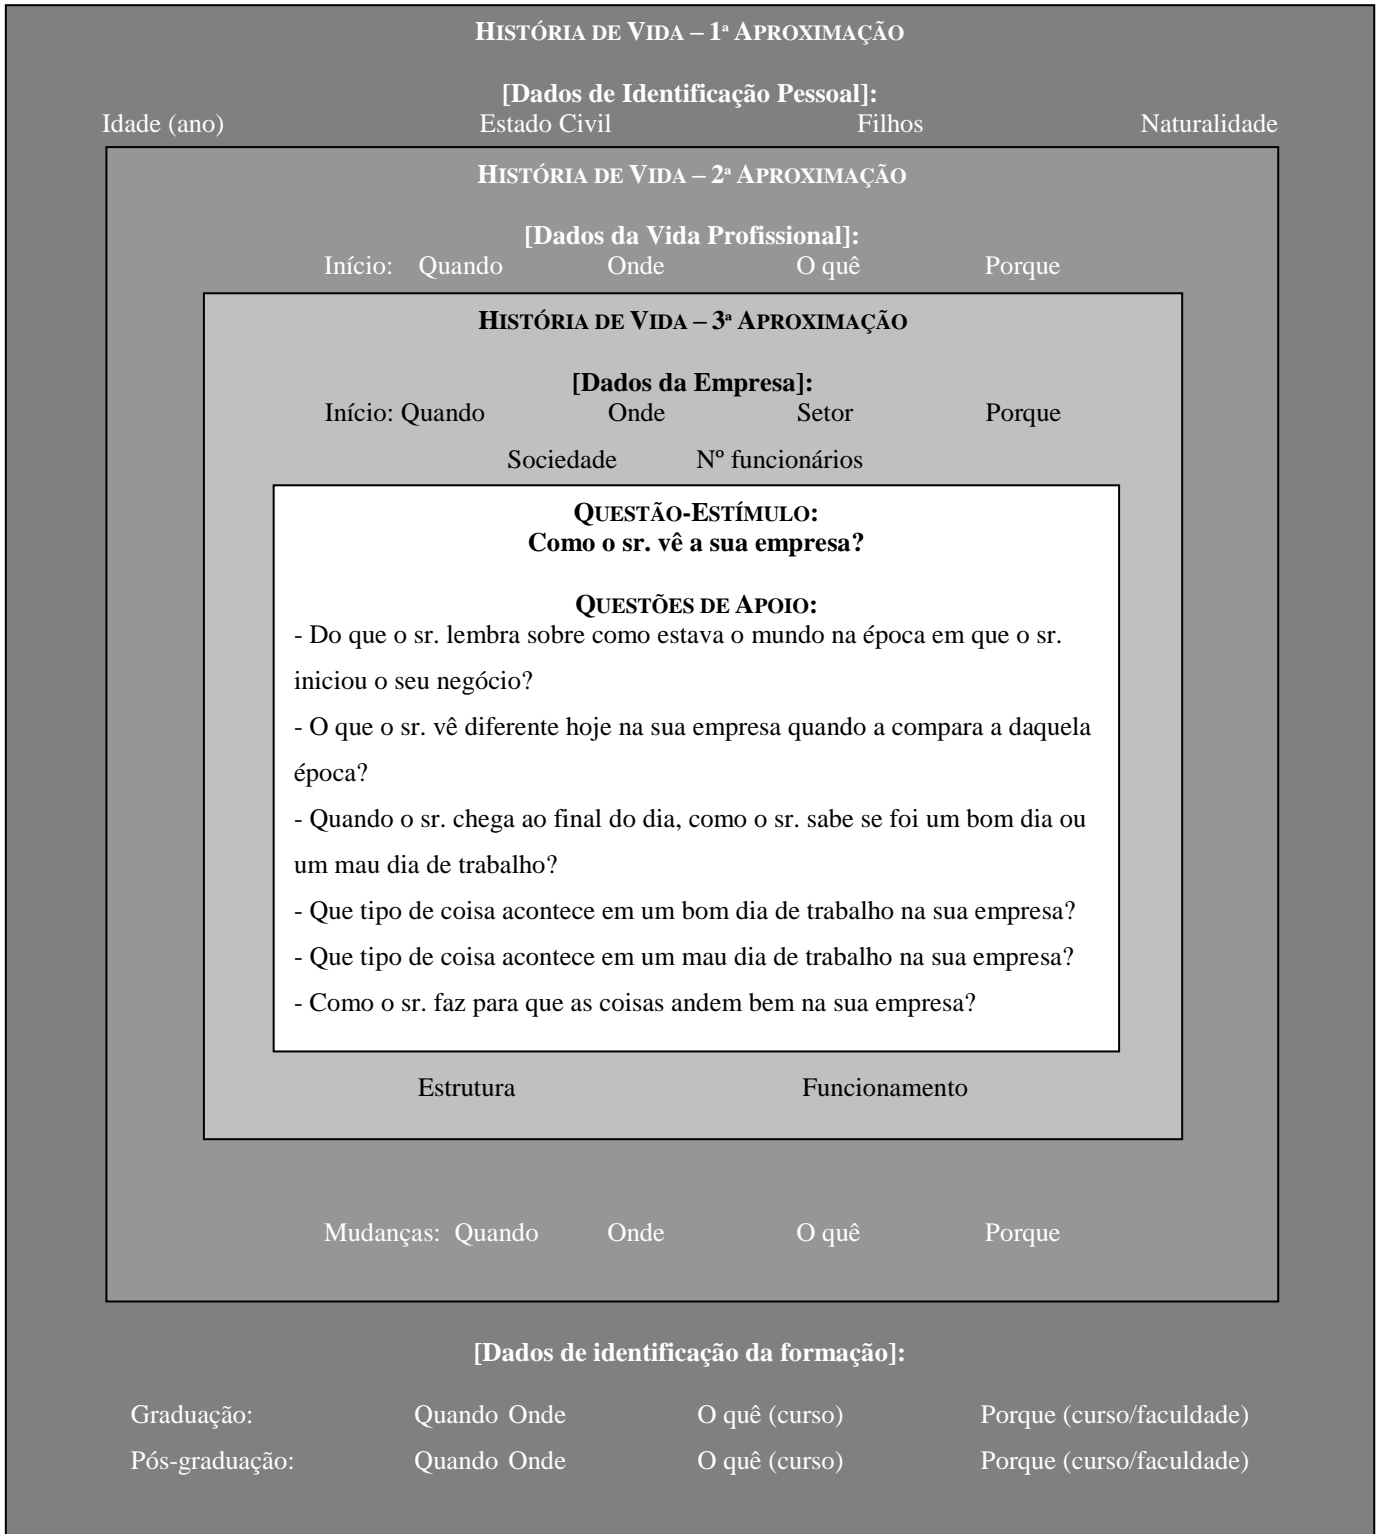 HISTÓRIA DE VIDA – 1ª APROXIMAÇÃO
[Dados de Identificação Pessoal]:
Idade (ano) Estado Civil Filhos Naturalidade
HISTÓRIA DE VIDA – 2ª APROXIMAÇÃO
[Dados da Vida Profissional]:
Início: Quando Onde O quê Porque
HISTÓRIA DE VIDA – 3ª APROXIMAÇÃO
[Dados da Empresa]:
Início: Quando Onde Setor Porque
Sociedade Nº funcionários
QUESTÃO-ESTÍMULO:
Como o sr. vê a sua empresa?
QUESTÕES DE APOIO:
- Do que o sr. lembra sobre como estava o mundo na época em que o sr.
iniciou o seu negócio?
- O que o sr. vê diferente hoje na sua empresa quando a compara a daquela
época?
- Quando o sr. chega ao final do dia, como o sr. sabe se foi um bom dia ou
um mau dia de trabalho?
- Que tipo de coisa acontece em um bom dia de trabalho na sua empresa?
- Que tipo de coisa acontece em um mau dia de trabalho na sua empresa?
- Como o sr. faz para que as coisas andem bem na sua empresa?
Estrutura Funcionamento
Mudanças: Quando Onde O quê Porque
[Dados de identificação da formação]:
Graduação: Quando Onde O quê (curso) Porque (curso/faculdade)
Pós-graduação: Quando Onde O quê (curso) Porque (curso/faculdade)